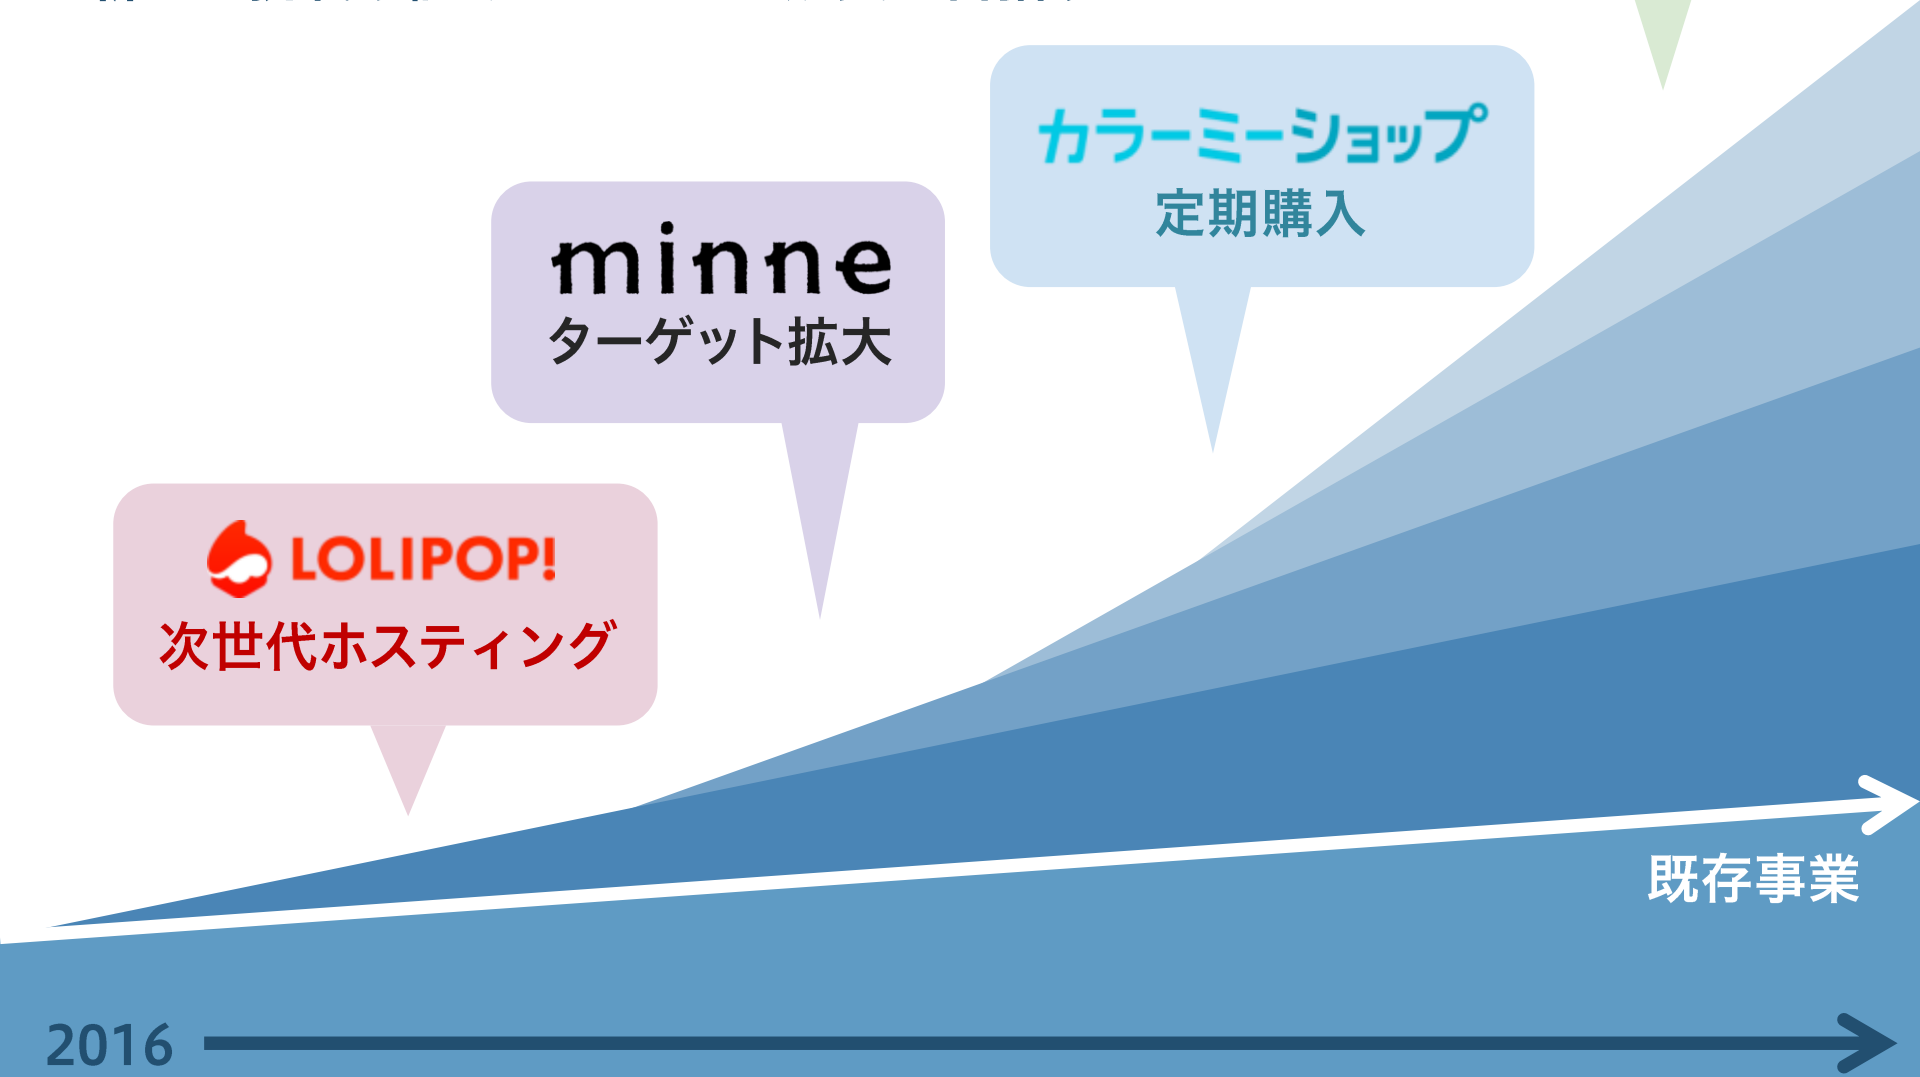 カラーミーショップ
定期購入
minne
ターゲット拡大
LOLIPOP!
次世代ホスティング
既存事業
2016